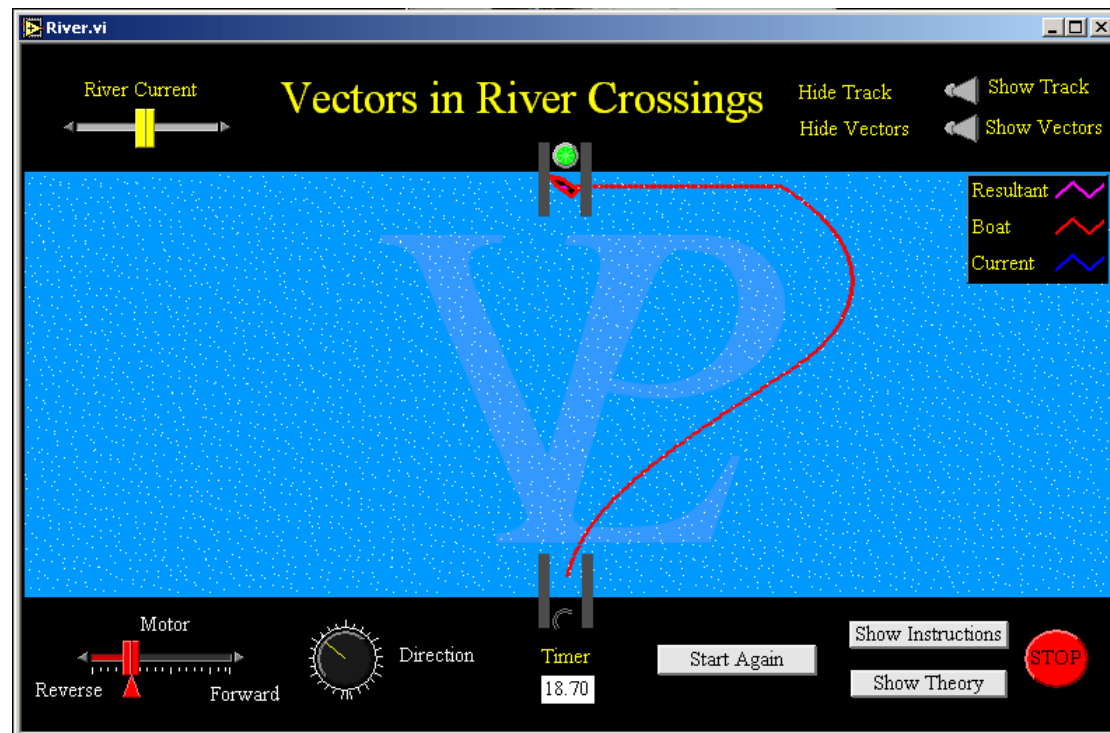 River.vi
River Current
Vectors in River Crossings
Hide Track
Show Track
Hide Vectors
Show Vectors
Resultant
Boat
Current
VPL
Motor
Reverse
Forward
Direction
Timer
18.70
Start Again
Show Instructions
Show Theory
STOP